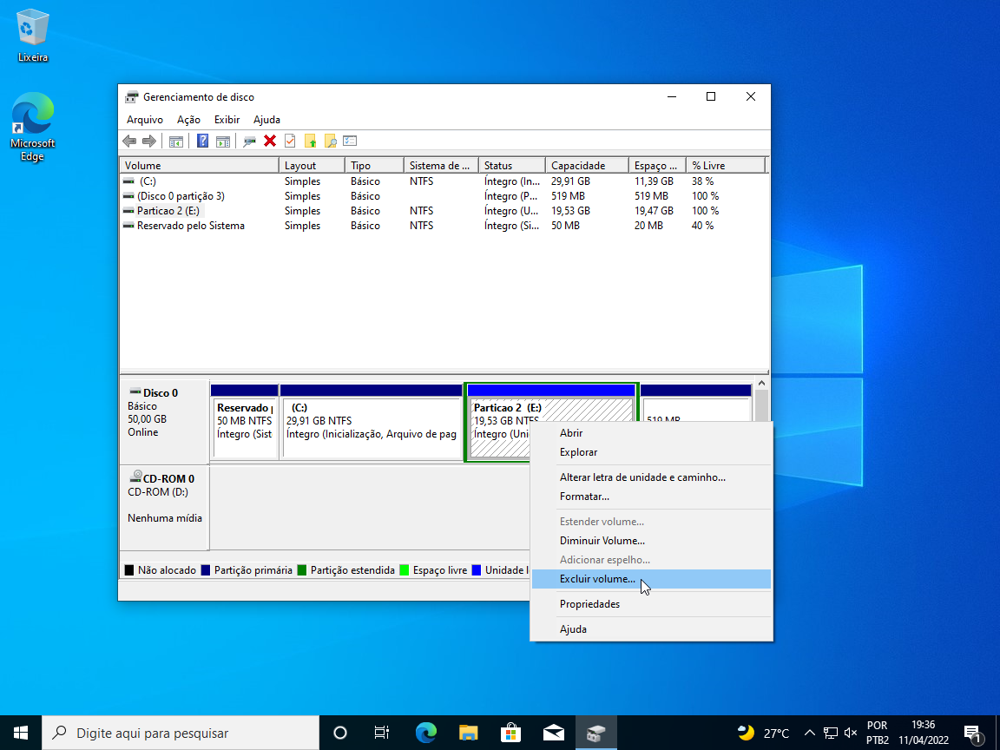 Lixeira
Microsoft
Edge
Gerenciamento de disco
Arquivo Ação Exibir Ajuda
Volume Layout Tipo Sistema de ... Status Capacidade Espaço ... % Livre
(C:) Simples Básico NTFS Íntegro (In... 29,91 GB 11,39 GB 38 %
(Disco 0 partição 3) Simples Básico Íntegro (P... 519 MB 519 MB 100 %
Particao 2 (E:) Simples Básico NTFS Íntegro (U... 19,53 GB 19,47 GB 100 %
Reservado pelo Sistema Simples Básico NTFS Íntegro (Si... 50 MB 20 MB 40 %
Disco 0
Básico
50,00 GB
Online
Reservado
50 MB NTFS
Íntegro (Sist
(C:)
29,91 GB NTFS
Íntegro (Inicialização, Arquivo de pag
Particao 2 (E:)
19,53 GB NTFS
Íntegro (Uni
519 MB
CD-ROM 0
CD-ROM (D:)
Nenhuma mídia
Não alocado Partição primária Partição estendida Espaço livre Unidade l
Abrir
Explorar
Alterar letra de unidade e caminho...
Formatar...
Estender volume...
Diminuir Volume...
Adicionar espelho...
Excluir volume...
Propriedades
Ajuda
Digite aqui para pesquisar
27°C
POR
PTB2
19:36
11/04/2022
1